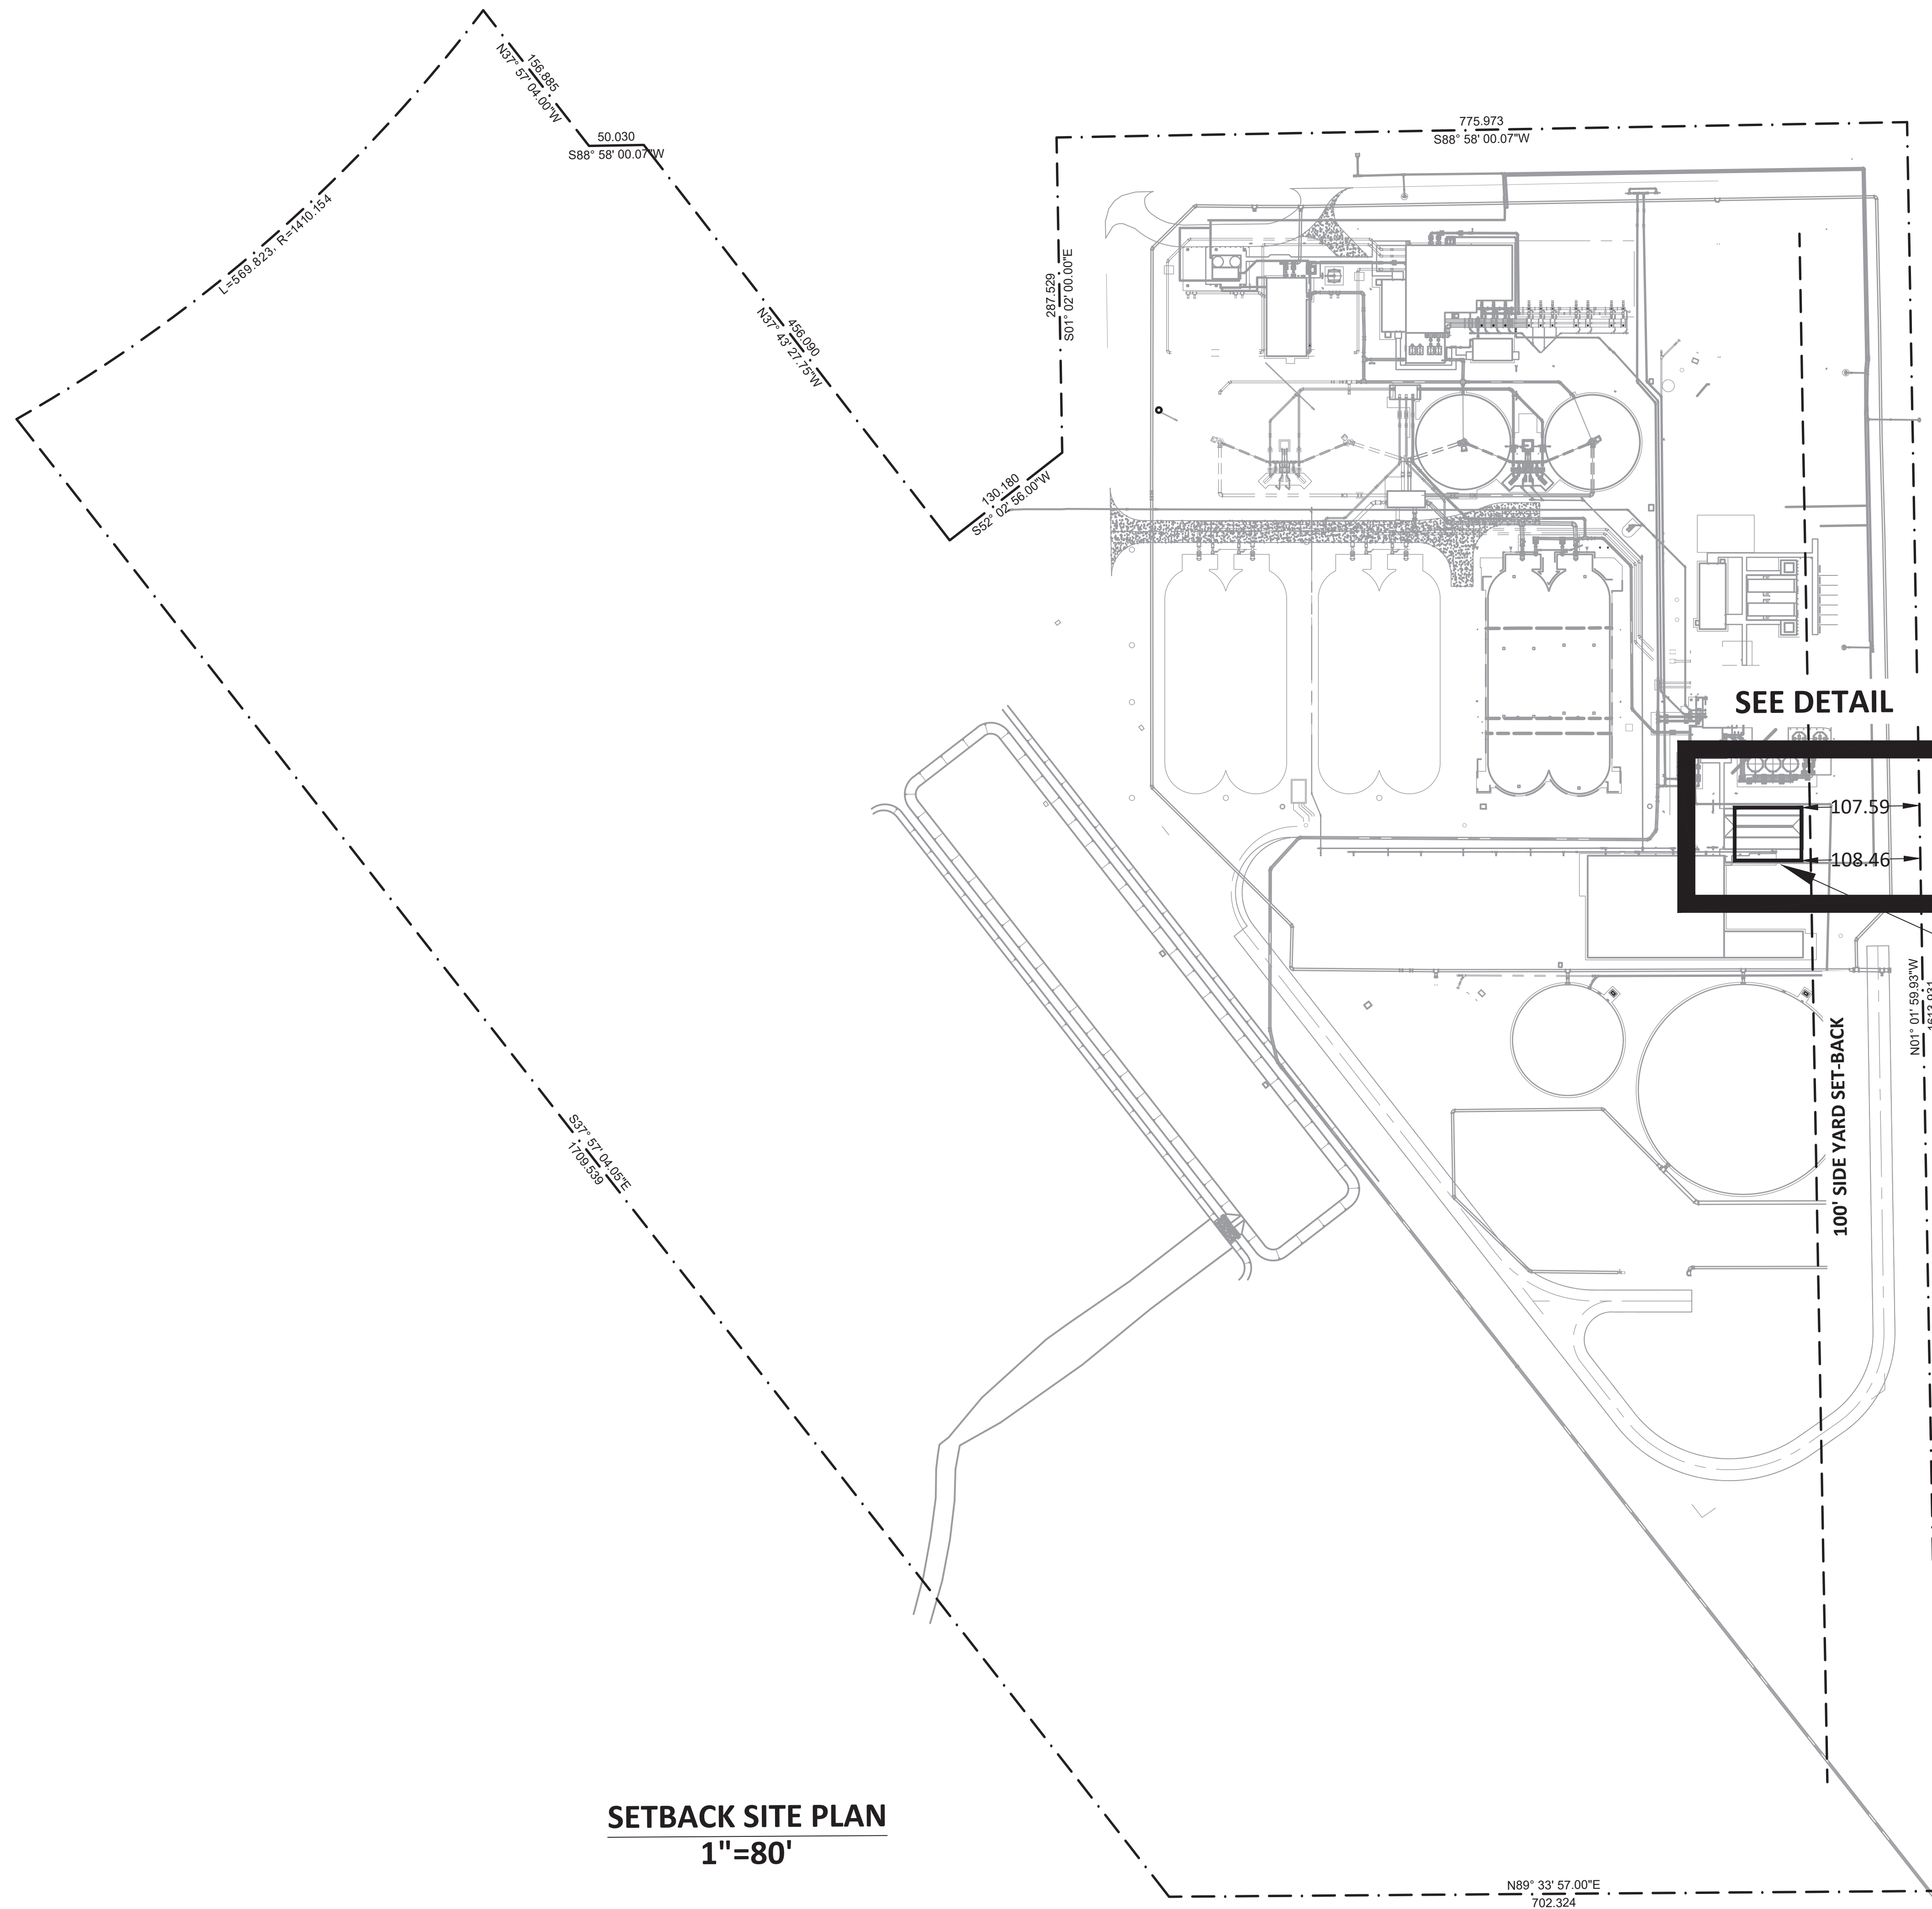 156.885
N37° 57' 04.00"W
50.030
S88° 58' 00.07"W
775.973
S88° 58' 00.07"W
L=569.823, R=1410.154
287.529
S01° 02' 00.00"E
456.090
N37° 43' 27.75"W
130.180
S52° 02' 56.00"W
SEE DETAIL
107.59
108.46
N01° 01' 59.93"W
1613.931
100' SIDE YARD SET-BACK
S37° 57' 04.05"E
1709.539
SETBACK SITE PLAN
1"=80'
N89° 33' 57.00"E
702.324